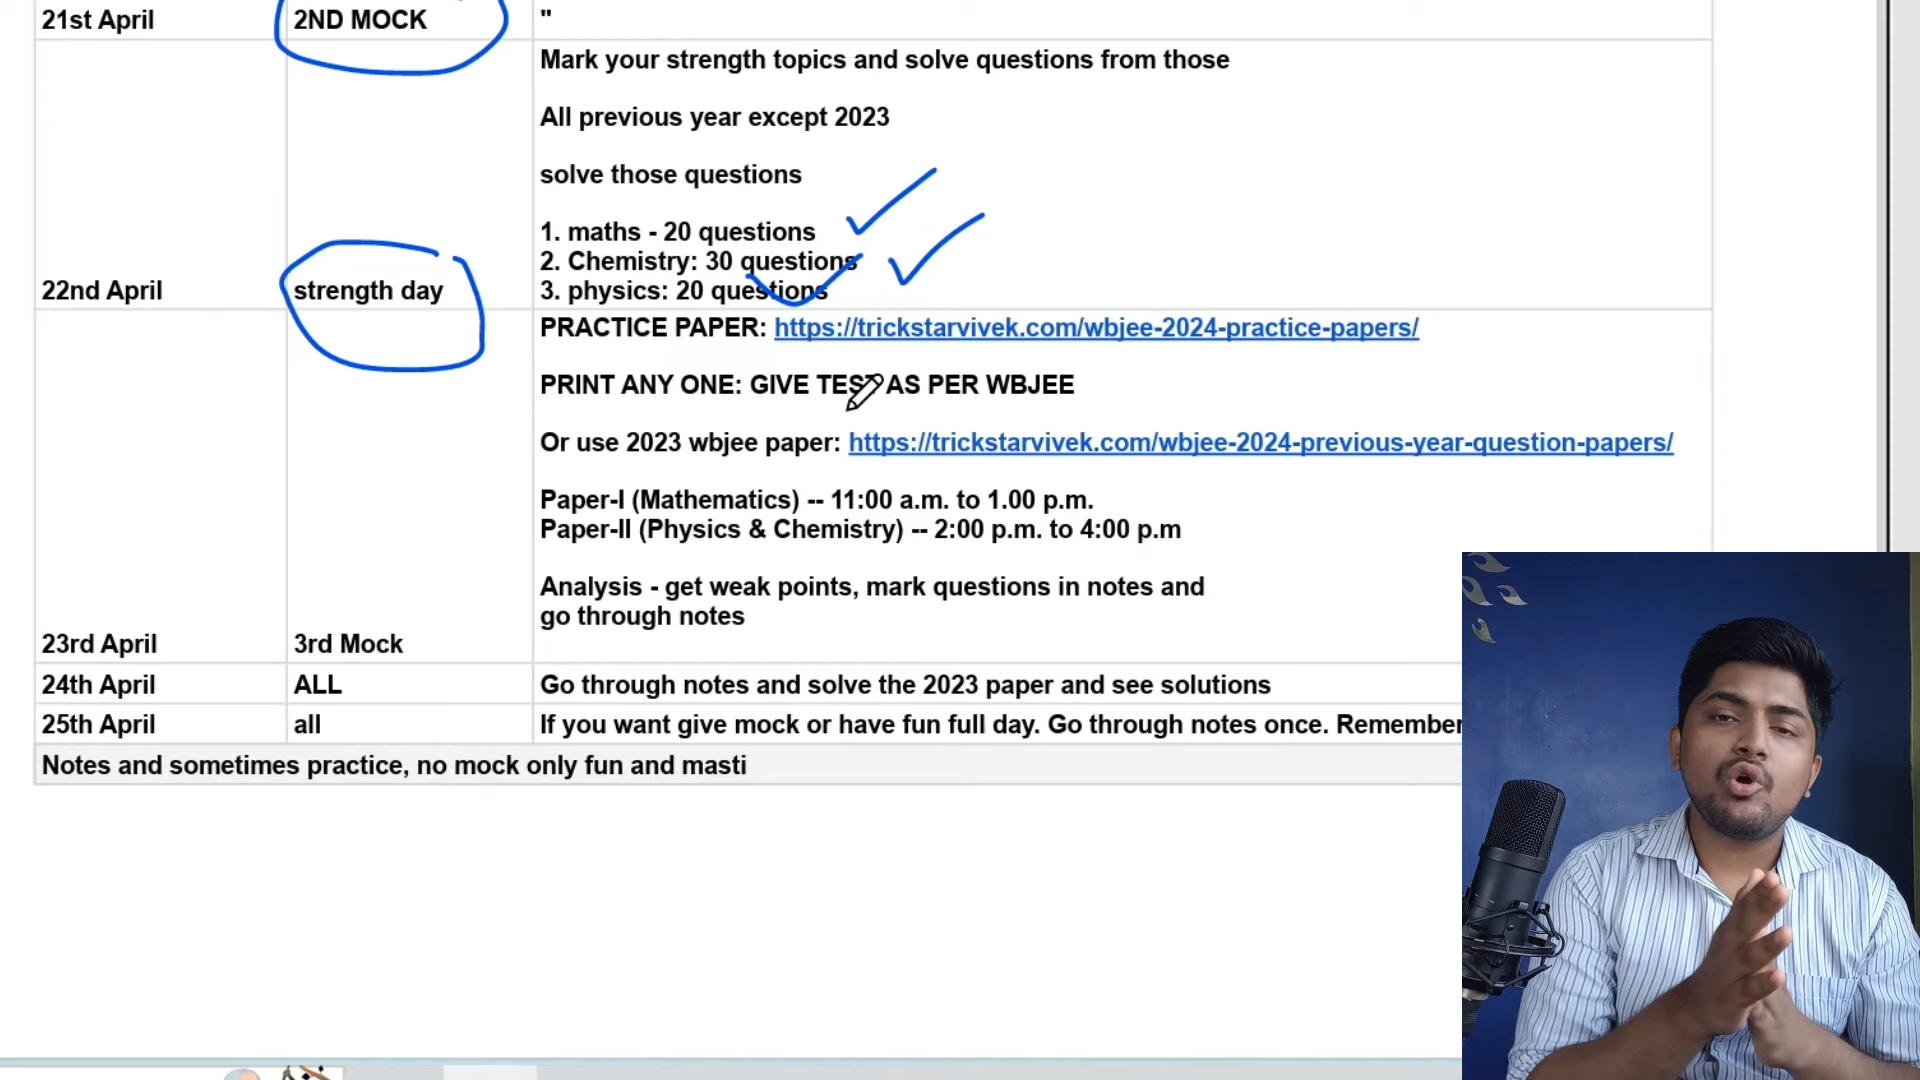 21st April 2ND MOCK "
Mark your strength topics and solve questions from those
All previous year except 2023
solve those questions
1. maths - 20 questions
2. Chemistry: 30 questions
22nd April strength day 3. physics: 20 questions
PRACTICE PAPER: https://trickstarvivek.com/wbjee-2024-practice-papers/
PRINT ANY ONE: GIVE TEST AS PER WBJEE
Or use 2023 wbjee paper: https://trickstarvivek.com/wbjee-2024-previous-year-question-papers/
Paper-I (Mathematics) -- 11:00 a.m. to 1.00 p.m.
Paper-II (Physics & Chemistry) -- 2:00 p.m. to 4:00 p.m
Analysis - get weak points, mark questions in notes and
go through notes
23rd April 3rd Mock
24th April ALL Go through notes and solve the 2023 paper and see solutions
25th April all If you want give mock or have fun full day. Go through notes once. Remember
Notes and sometimes practice, no mock only fun and masti